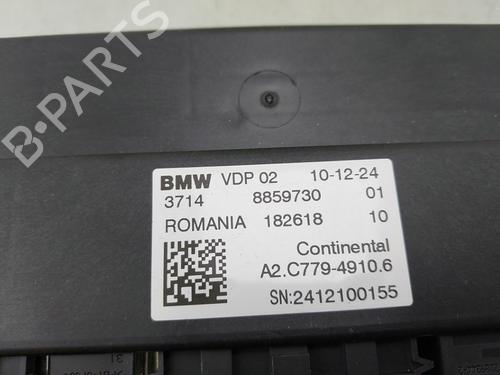 B-PARTS
BMW VDP 02 10-12-24
3714 8859730 01
ROMANIA 182618 10
Continental
A2.C779-4910.6
SN:2412100155
31